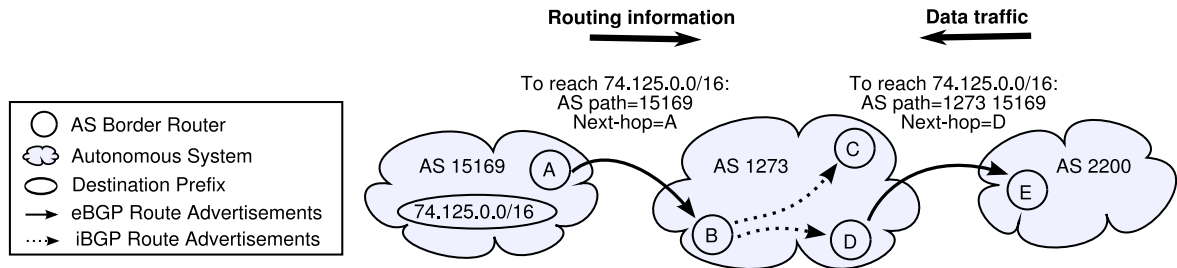 Routing information
Data traffic
To reach 74.125.0.0/16:
AS path=15169
Next-hop=A
To reach 74.125.0.0/16:
AS path=1273 15169
Next-hop=D
AS Border Router
Autonomous System
Destination Prefix
eBGP Route Advertisements
iBGP Route Advertisements
AS 15169
A
74.125.0.0/16
AS 1273
B
C
D
AS 2200
E